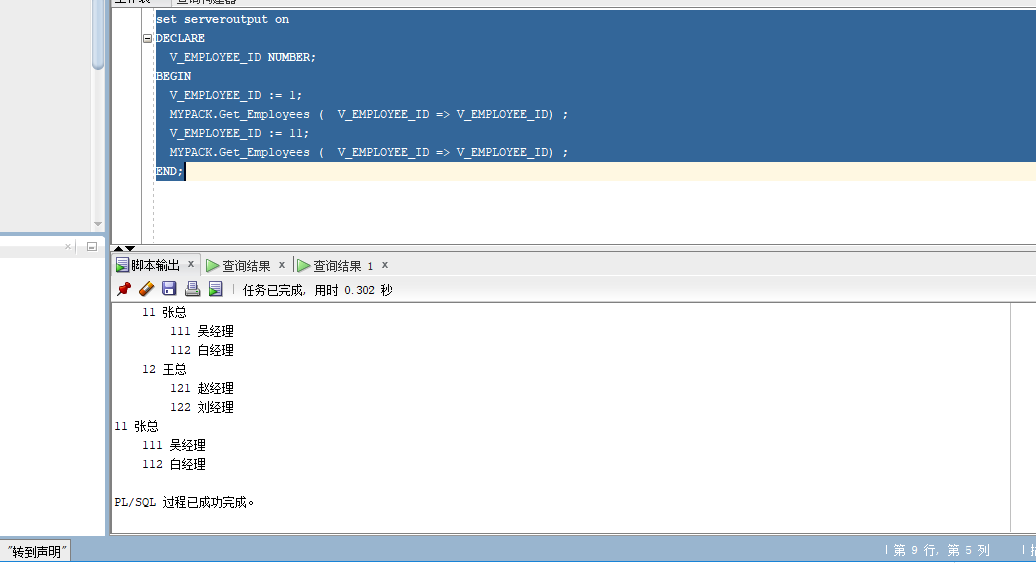 set serveroutput on
DECLARE
V_EMPLOYEE_ID NUMBER;
BEGIN
V_EMPLOYEE_ID := 1;
MYPACK.Get_Employees (  V_EMPLOYEE_ID => V_EMPLOYEE_ID) ;
V_EMPLOYEE_ID := 11;
MYPACK.Get_Employees (  V_EMPLOYEE_ID => V_EMPLOYEE_ID) ;
END;
脚本输出 x 查询结果 x 查询结果 1 x
任务已完成, 用时 0.302 秒
11 张总
111 吴经理
112 白经理
12 王总
121 赵经理
122 刘经理
11 张总
111 吴经理
112 白经理
PL/SQL 过程已成功完成。
"转到声明"
第 9 行, 第 5 列